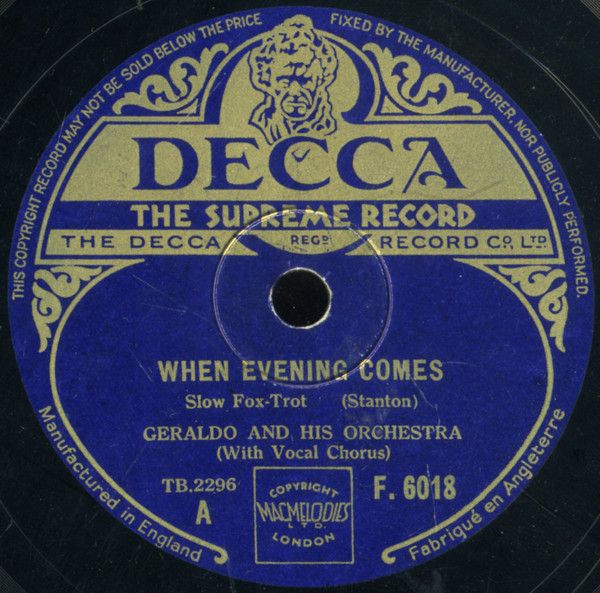 THIS COPYRIGHT RECORD MAY NOT BE SOLD BELOW THE PRICE FIXED BY THE MANUFACTURER, NOR PUBLICLY PERFORMED.
DECCA
THE SUPREME RECORD
THE DECCA REGD RECORD CO LTD
WHEN EVENING COMES
Slow Fox-Trot (Stanton)
GERALDO AND HIS ORCHESTRA
(With Vocal Chorus)
TB.2296
A
COPYRIGHT
MACMELODIES
LTD.
LONDON
F. 6018
Manufactured in England
Fabriqué en Angleterre